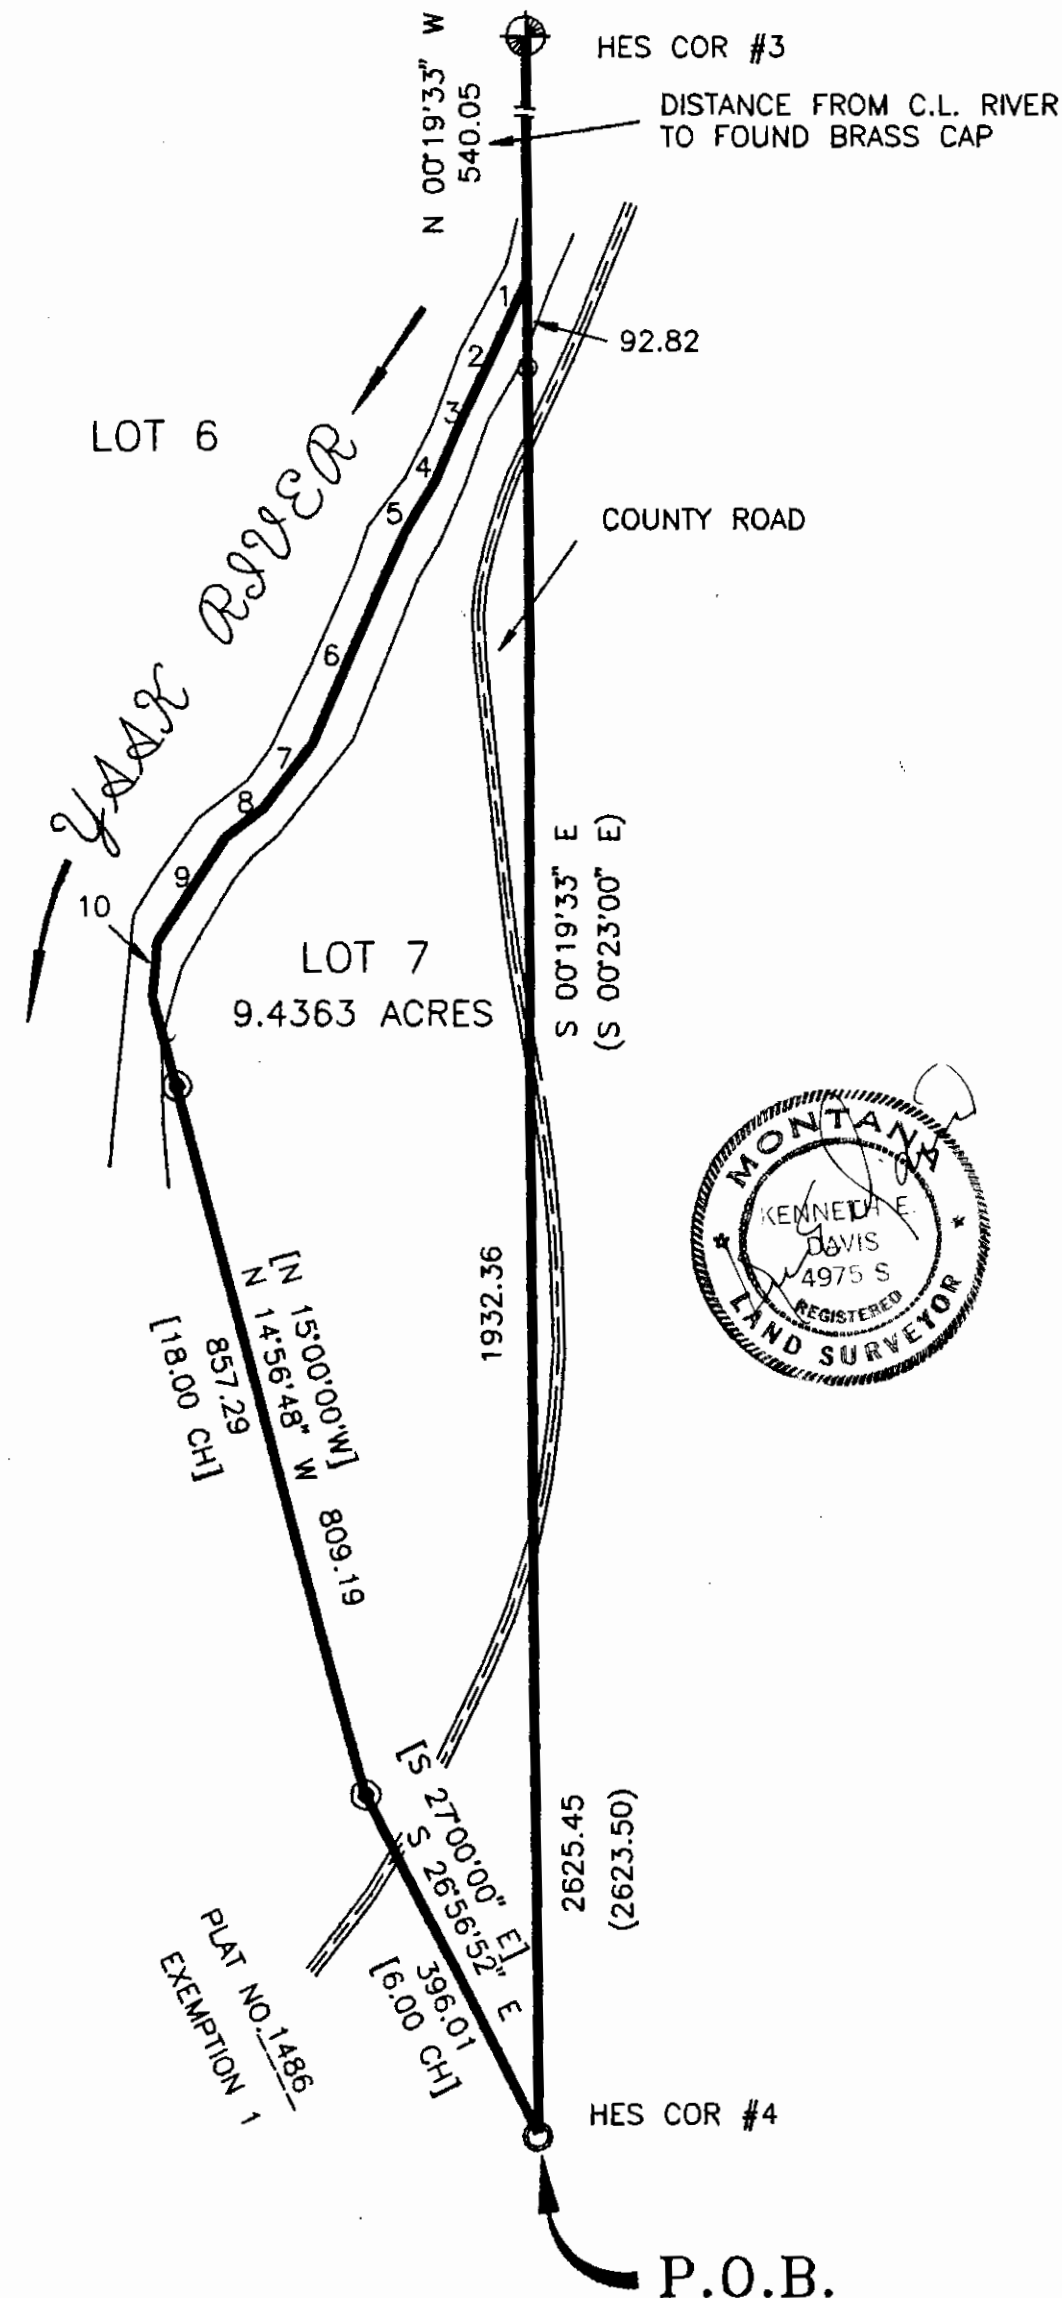 HES COR #3
N 00°19'33" W
540.05
DISTANCE FROM C.L. RIVER
TO FOUND BRASS CAP
1
92.82
2
3
LOT 6
4
5
COUNTY ROAD
YAAK RIVER
6
7
8
9
10
S 00°19'33" E
(S 00°23'00" E)
LOT 7
9.4363 ACRES
MONTANA
KENNETH E.
DAVIS
4975 S
REGISTERED
LAND SURVEYOR
1932.36
[N 15°00'00"W]
N 14°56'48" W
809.19
857.29
[18.00 CH]
[S 27°00'00" E]
S 26°56'52" E
396.01
[6.00 CH]
2625.45
(2623.50)
PLAT NO. 1486
EXEMPTION 1
HES COR #4
P.O.B.